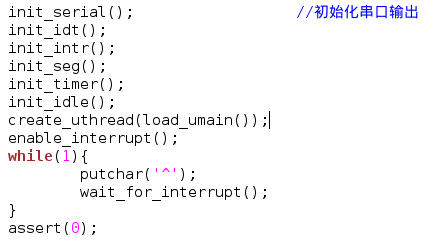 init_serial(); //初始化串口输出
init_idt();
init_intr();
init_seg();
init_timer();
init_idle();
create_uthread(load_umain());
enable_interrupt();
while(1){
        putchar('^');
        wait_for_interrupt();
}
assert(0);